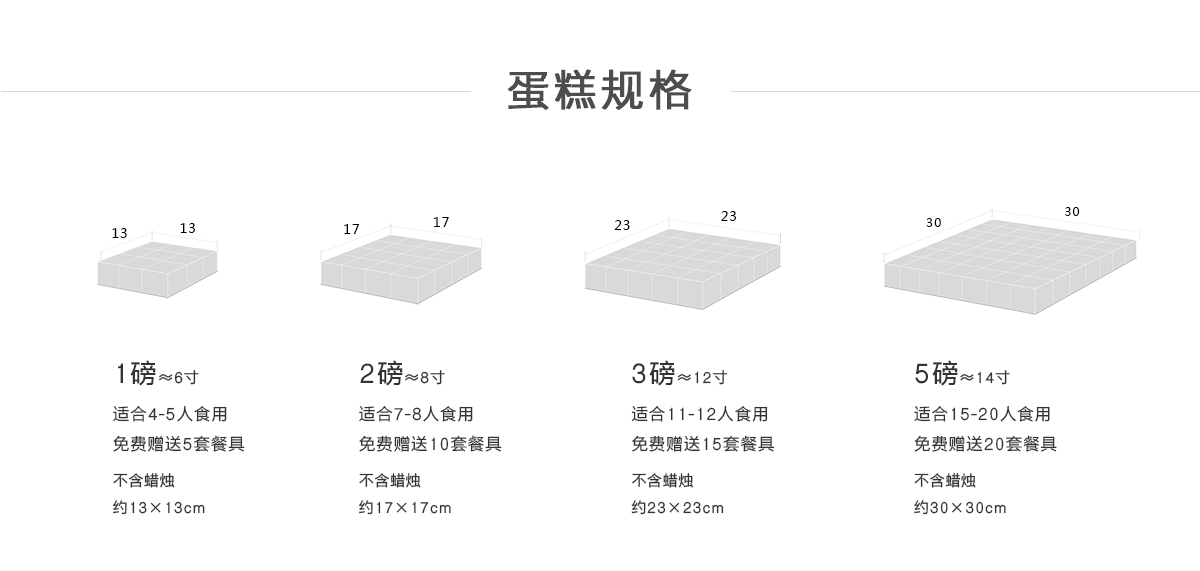 蛋糕规格
13
13
17
17
23
23
30
30
1磅≈6寸
适合4-5人食用
免费赠送5套餐具
不含蜡烛
约13×13cm
2磅≈8寸
适合7-8人食用
免费赠送10套餐具
不含蜡烛
约17×17cm
3磅≈12寸
适合11-12人食用
免费赠送15套餐具
不含蜡烛
约23×23cm
5磅≈14寸
适合15-20人食用
免费赠送20套餐具
不含蜡烛
约30×30cm